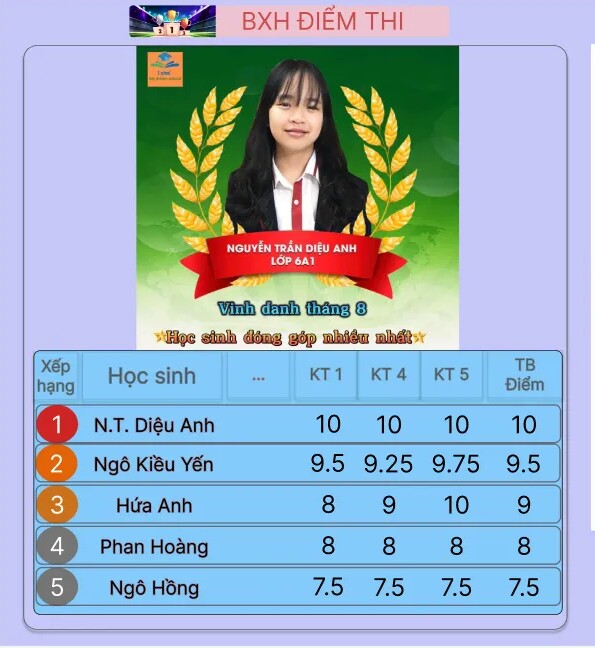 BXH ĐIỂM THI
NGUYỄN TRẦN DIỆU ANH
LỚP 6A1
Vinh danh tháng 8
Học sinh đóng góp nhiều nhất
Xếp hạng Học sinh ... KT 1 KT 4 KT 5 TB Điểm
1 N.T. Diệu Anh 10 10 10 10
2 Ngô Kiều Yến 9.5 9.25 9.75 9.5
3 Hứa Anh 8 9 10 9
4 Phan Hoàng 8 8 8 8
5 Ngô Hồng 7.5 7.5 7.5 7.5